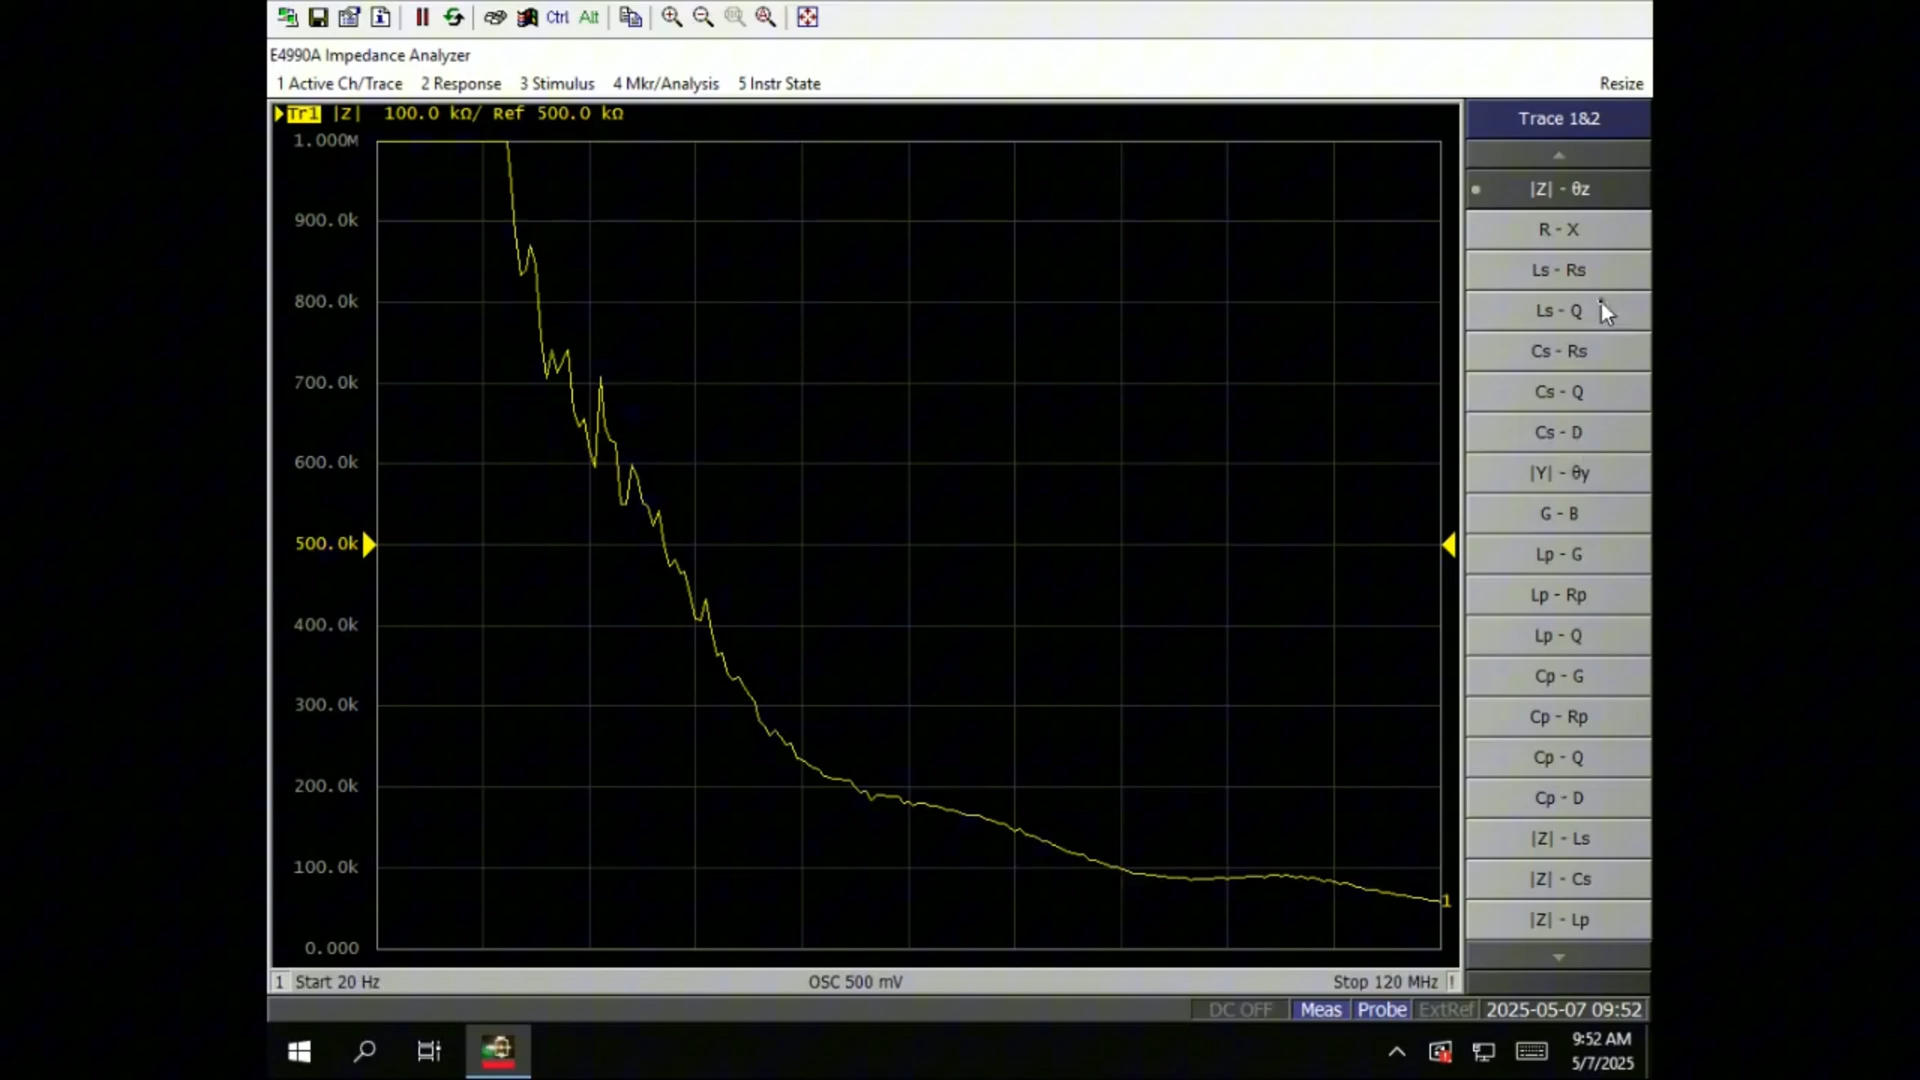 Ctrl Alt
E4990A Impedance Analyzer
1 Active Ch/Trace 2 Response 3 Stimulus 4 Mkr/Analysis 5 Instr State Resize
Tr1 |Z| 100.0 kΩ/ Ref 500.0 kΩ
1.000M
900.0k
800.0k
700.0k
600.0k
500.0k
400.0k
300.0k
200.0k
100.0k
0.000
1
Trace 1&2
|Z| - θz
R - X
Ls - Rs
Ls - Q
Cs - Rs
Cs - Q
Cs - D
|Y| - θy
G - B
Lp - G
Lp - Rp
Lp - Q
Cp - G
Cp - Rp
Cp - Q
Cp - D
|Z| - Ls
|Z| - Cs
|Z| - Lp
1 Start 20 Hz OSC 500 mV Stop 120 MHz !
DC OFF Meas Probe ExtRef 2025-05-07 09:52
9:52 AM
5/7/2025